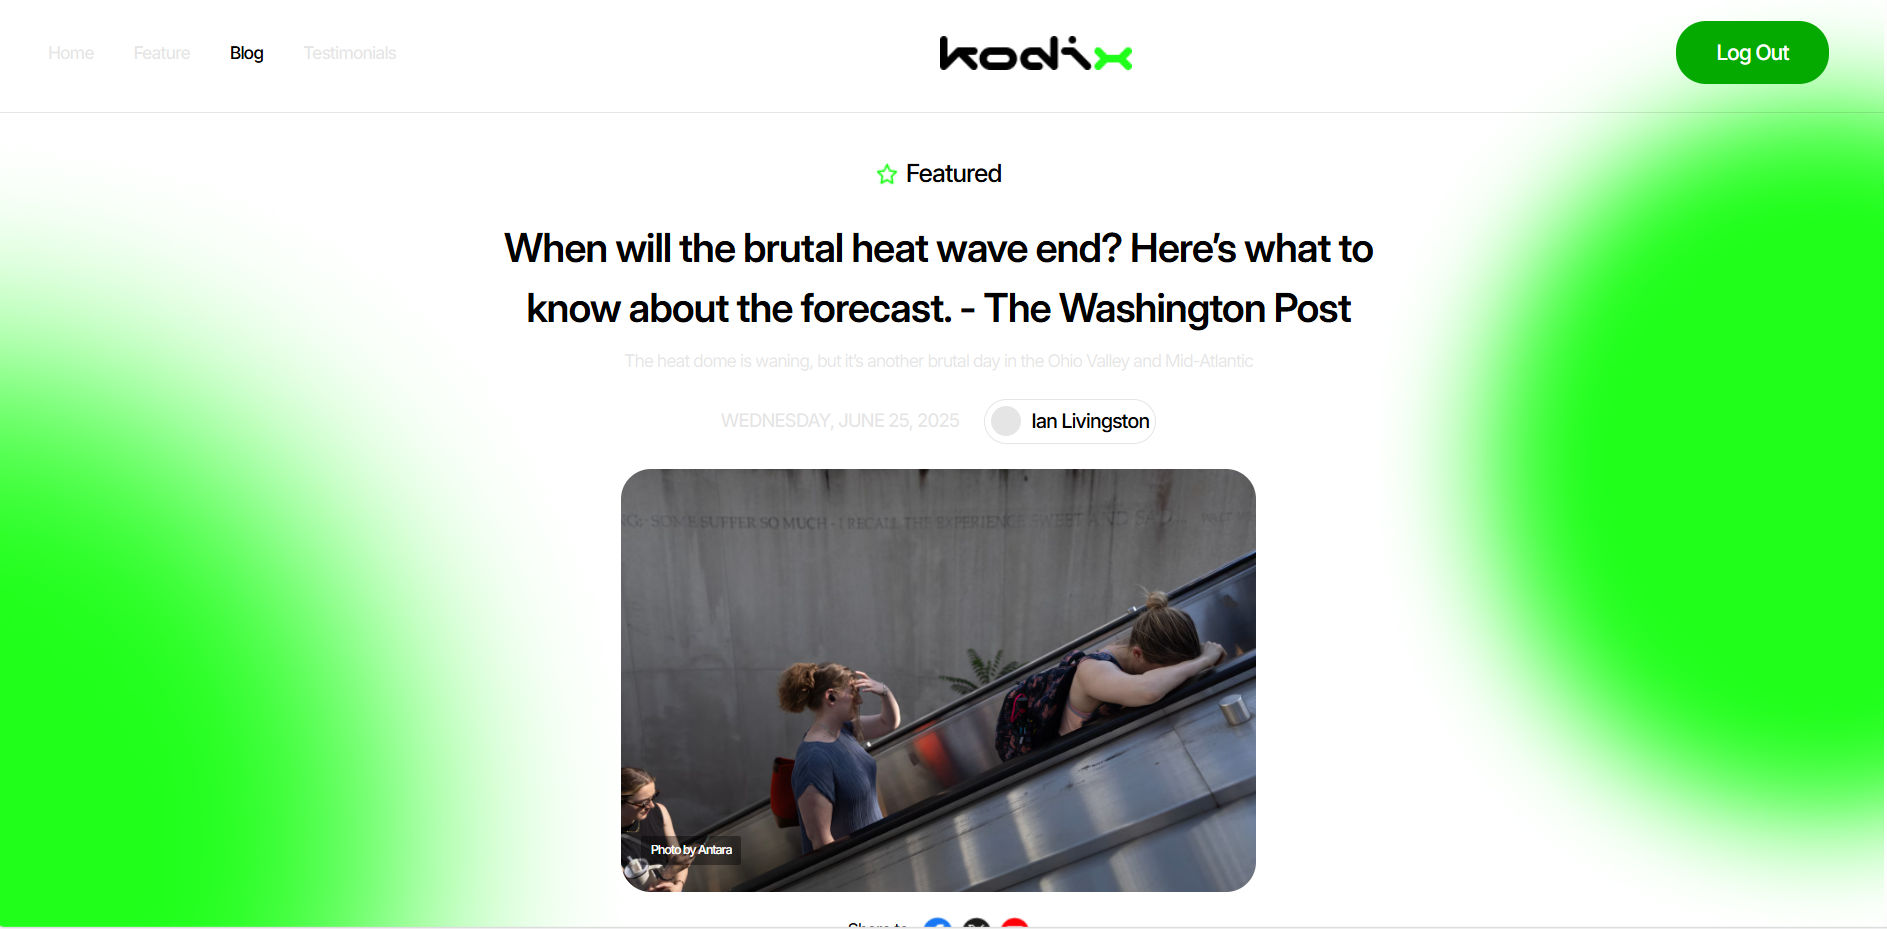 Home Feature Blog Testimonials kodix Log Out
Featured
When will the brutal heat wave end? Here’s what to
know about the forecast. - The Washington Post
The heat dome is waning, but it’s another brutal day in the Ohio Valley and Mid-Atlantic
WEDNESDAY, JUNE 25, 2025 Ian Livingston
G: · SOME SUFFER SO MUCH - I RECALL THE EXPERIENCE SWEET AND SAD ...
Photo by Antara
Share to